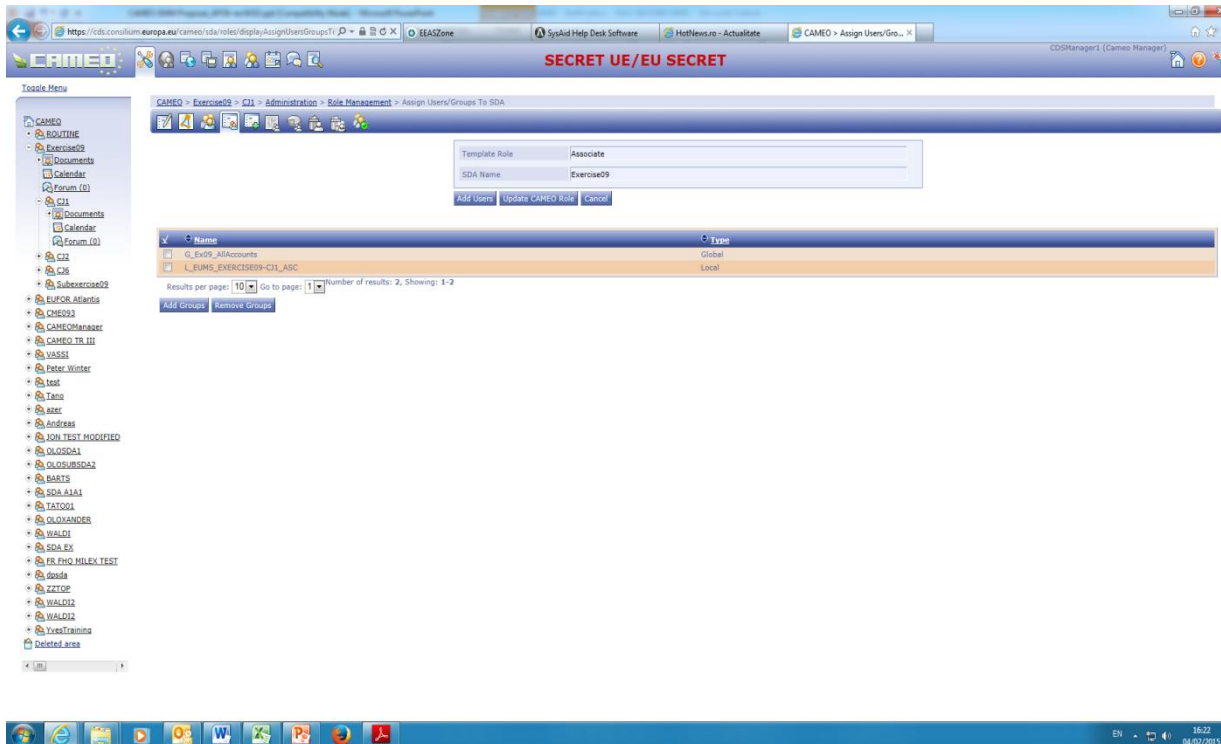 https://cds.consilium.europa.eu/cameo/sda/roles/displayAssignUsersGroupsTr
EEASZone
SysAid Help Desk Software
HotNews.ro - Actualitate
CAMEO > Assign Users/Gro...
CAMEO
SECRET UE/EU SECRET
CDSManager1 (Cameo Manager)
Toggle Menu
CAMEO > Exercise09 > CJ1 > Administration > Role Management > Assign Users/Groups To SDA
CAMEO
ROUTINE
Exercise09
Documents
Calendar
Forum (0)
CJ1
Documents
Calendar
Forum (0)
CJ2
CJ6
Subexercise09
EUFOR Atlantis
CME093
CAMEOManager
CAMEO TR III
VASSI
Peter Winter
test
Tano
azer
Andreas
JON TEST MODIFIED
OLOSDA1
OLOSUBSDA2
BARTS
SDA A1A1
TATO01
OLOXANDER
WALDI
SDA EX
FR FHQ MILEX TEST
dosda
ZZTOP
WALDI2
WALDI2
YvesTraining
Deleted area
Template Role Associate
SDA Name Exercise09
Add Users Update CAMEO Role Cancel
Name Type
G_Ex09_AllAccounts Global
L_EUMS_EXERCISE09-CJ1_ASC Local
Results per page: 10 Go to page: 1 Number of results: 2, Showing: 1-2
Add Groups Remove Groups
EN
16:22
04/02/2015